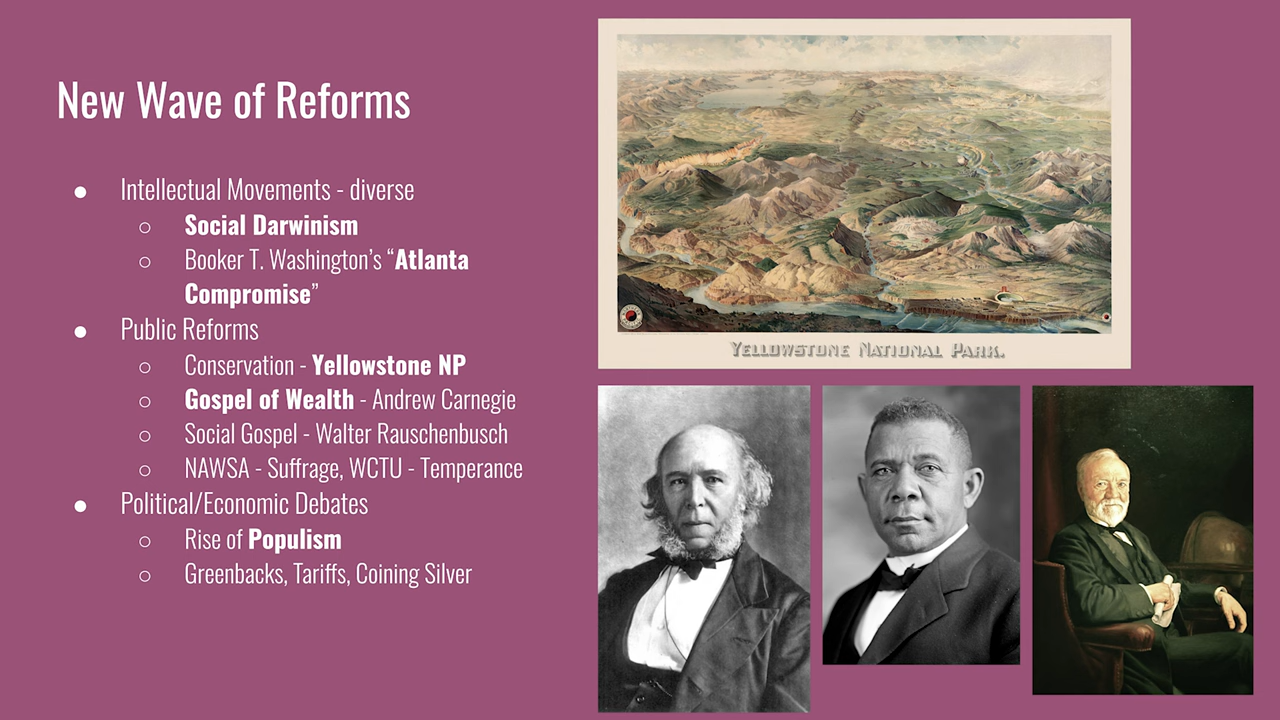 New Wave of Reforms
● Intellectual Movements - diverse
○ Social Darwinism
○ Booker T. Washington's “Atlanta
Compromise”
● Public Reforms
○ Conservation - Yellowstone NP
○ Gospel of Wealth - Andrew Carnegie
○ Social Gospel - Walter Rauschenbusch
○ NAWSA - Suffrage, WCTU - Temperance
● Political/Economic Debates
○ Rise of Populism
○ Greenbacks, Tariffs, Coining Silver
YELLOWSTONE NATIONAL PARK.